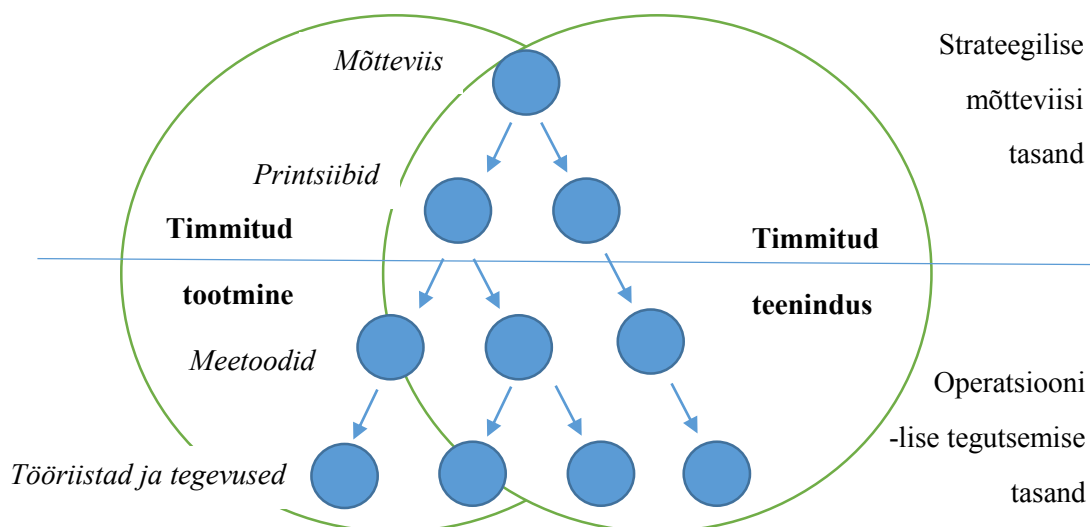 Mõtteviis
Strateegilise
mõtteviisi
tasand
Printsiibid
Timmitud
Timmitud
tootmine
teenindus
Meetoodid
Operatsiooni
-lise tegutsemise
tasand
Tööriistad ja tegevused